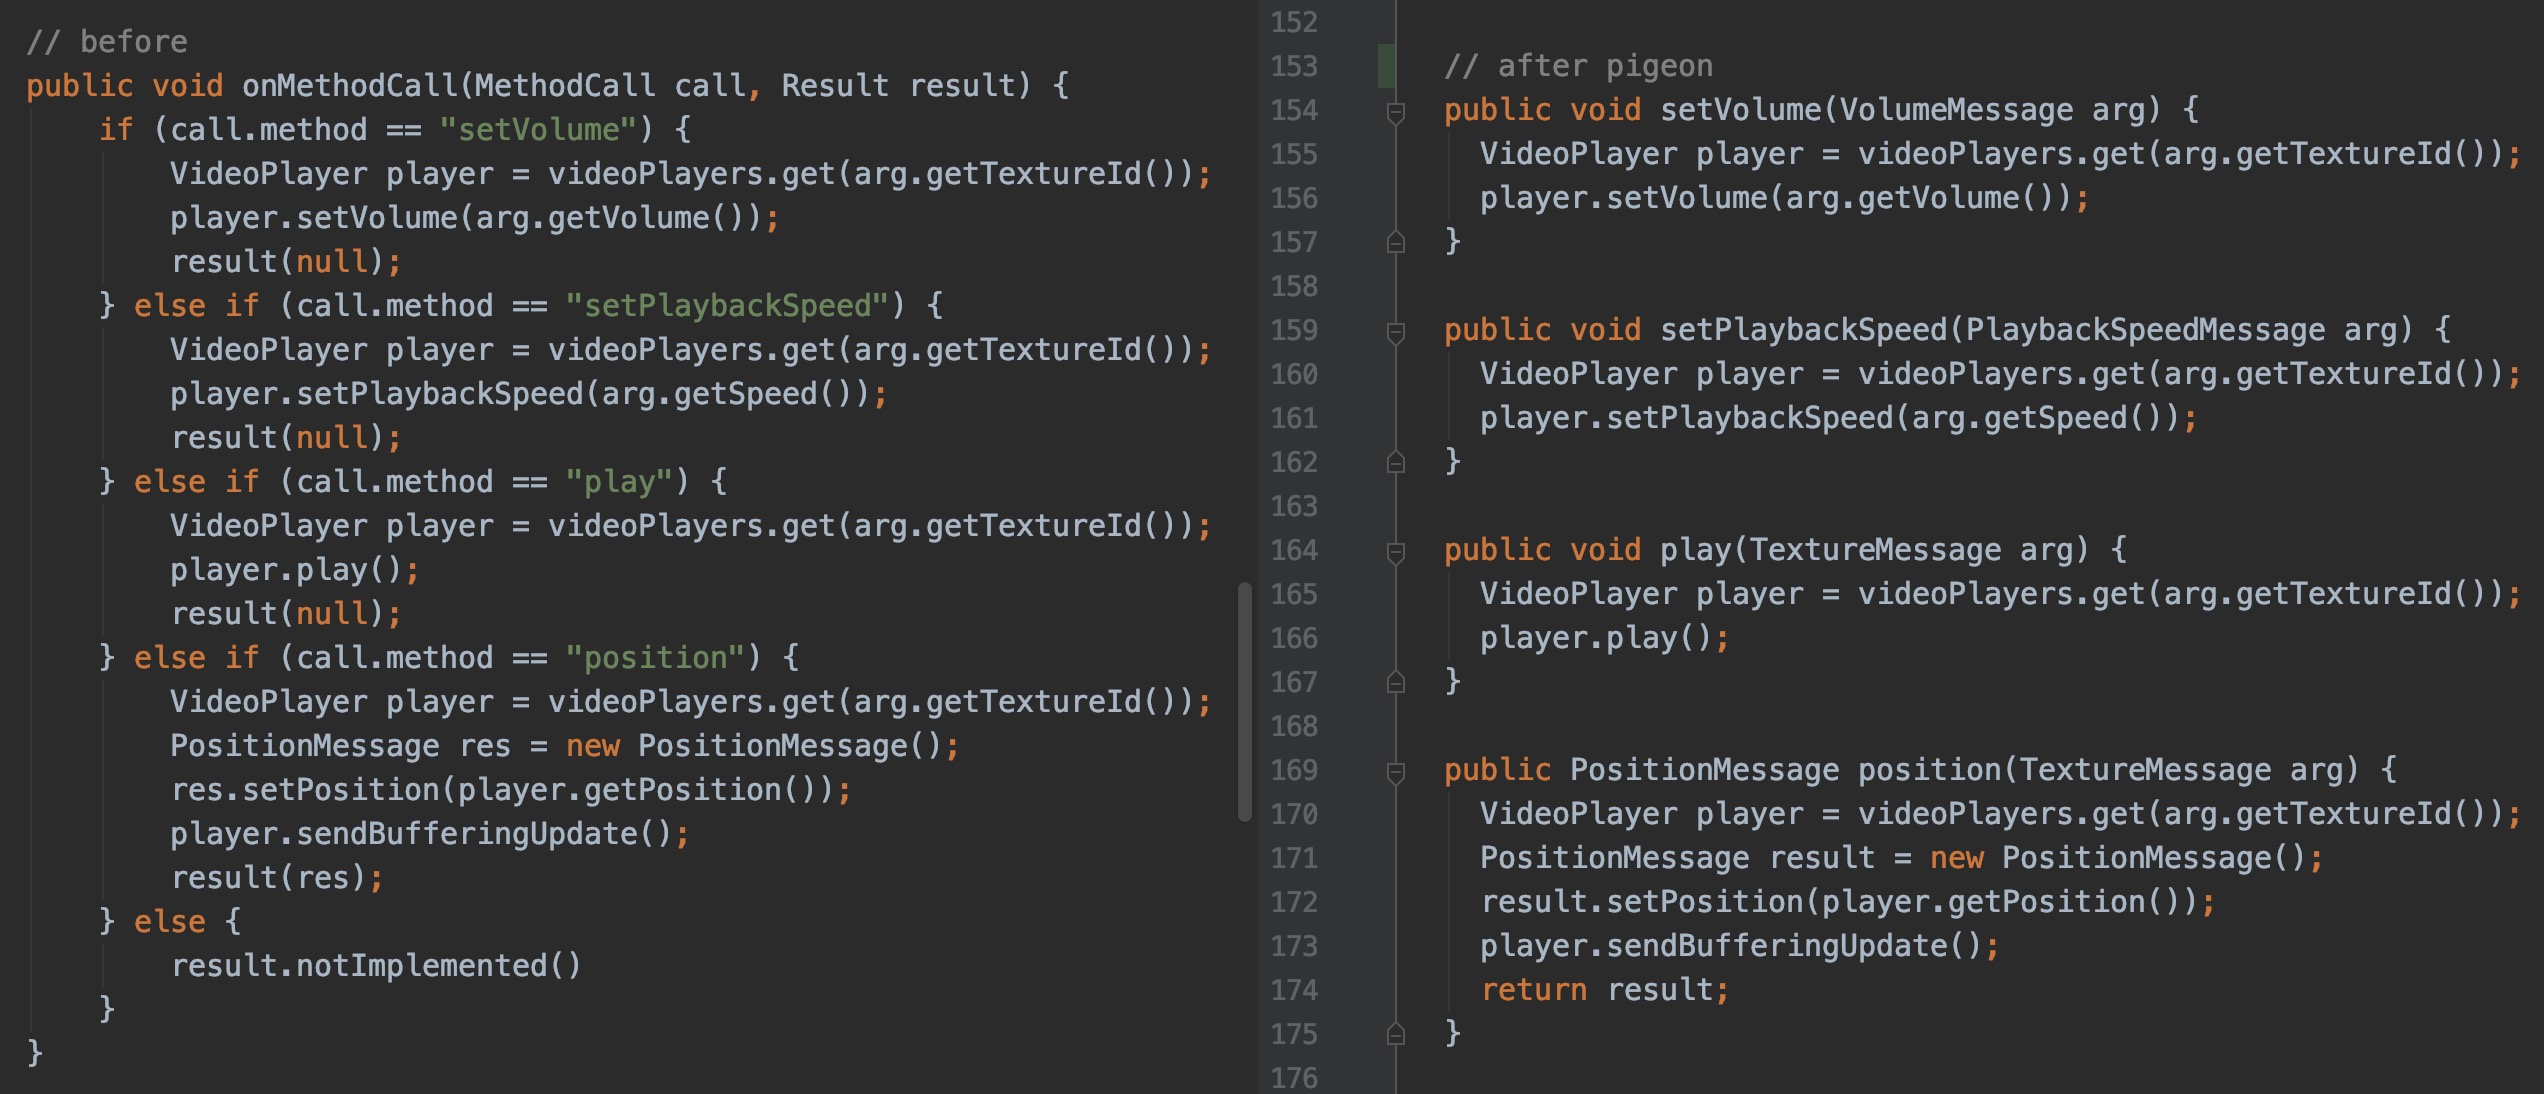 // before
public void onMethodCall(MethodCall call, Result result) {
if (call.method == "setVolume") {
VideoPlayer player = videoPlayers.get(arg.getTextureId());
player.setVolume(arg.getVolume());
result(null);
} else if (call.method == "setPlaybackSpeed") {
VideoPlayer player = videoPlayers.get(arg.getTextureId());
player.setPlaybackSpeed(arg.getSpeed());
result(null);
} else if (call.method == "play") {
VideoPlayer player = videoPlayers.get(arg.getTextureId());
player.play();
result(null);
} else if (call.method == "position") {
VideoPlayer player = videoPlayers.get(arg.getTextureId());
PositionMessage res = new PositionMessage();
res.setPosition(player.getPosition());
player.sendBufferingUpdate();
result(res);
} else {
result.notImplemented()
}
}
152
153 // after pigeon
154 public void setVolume(VolumeMessage arg) {
155 VideoPlayer player = videoPlayers.get(arg.getTextureId());
156 player.setVolume(arg.getVolume());
157 }
158
159 public void setPlaybackSpeed(PlaybackSpeedMessage arg) {
160 VideoPlayer player = videoPlayers.get(arg.getTextureId());
161 player.setPlaybackSpeed(arg.getSpeed());
162 }
163
164 public void play(TextureMessage arg) {
165 VideoPlayer player = videoPlayers.get(arg.getTextureId());
166 player.play();
167 }
168
169 public PositionMessage position(TextureMessage arg) {
170 VideoPlayer player = videoPlayers.get(arg.getTextureId());
171 PositionMessage result = new PositionMessage();
172 result.setPosition(player.getPosition());
173 player.sendBufferingUpdate();
174 return result;
175 }
176